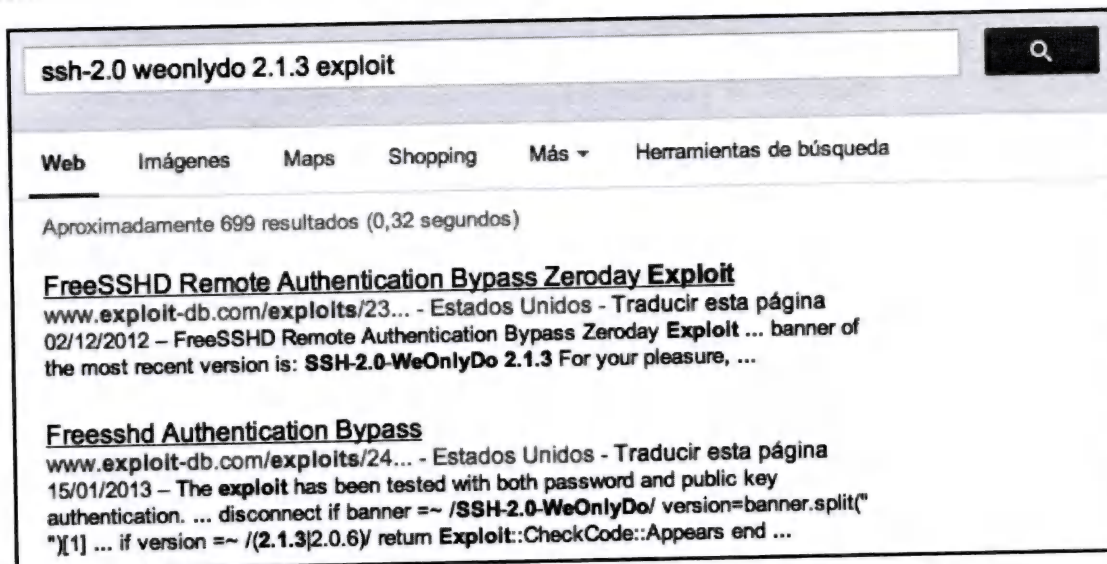 ssh-2.0 weonlydo 2.1.3 exploit
Web Imágenes Maps Shopping Más Herramientas de búsqueda
Aproximadamente 699 resultados (0,32 segundos)
FreeSSHD Remote Authentication Bypass Zeroday Exploit
www.exploit-db.com/exploits/23... - Estados Unidos - Traducir esta página
02/12/2012 – FreeSSHD Remote Authentication Bypass Zeroday Exploit ... banner of
the most recent version is: SSH-2.0-WeOnlyDo 2.1.3 For your pleasure, ...
Freesshd Authentication Bypass
www.exploit-db.com/exploits/24... - Estados Unidos - Traducir esta página
15/01/2013 – The exploit has been tested with both password and public key
authentication. ... disconnect if banner =~ /SSH-2.0-WeOnlyDo/ version=banner.split("
")[1] ... if version =~ /(2.1.3|2.0.6)/ return Exploit::CheckCode::Appears end ...